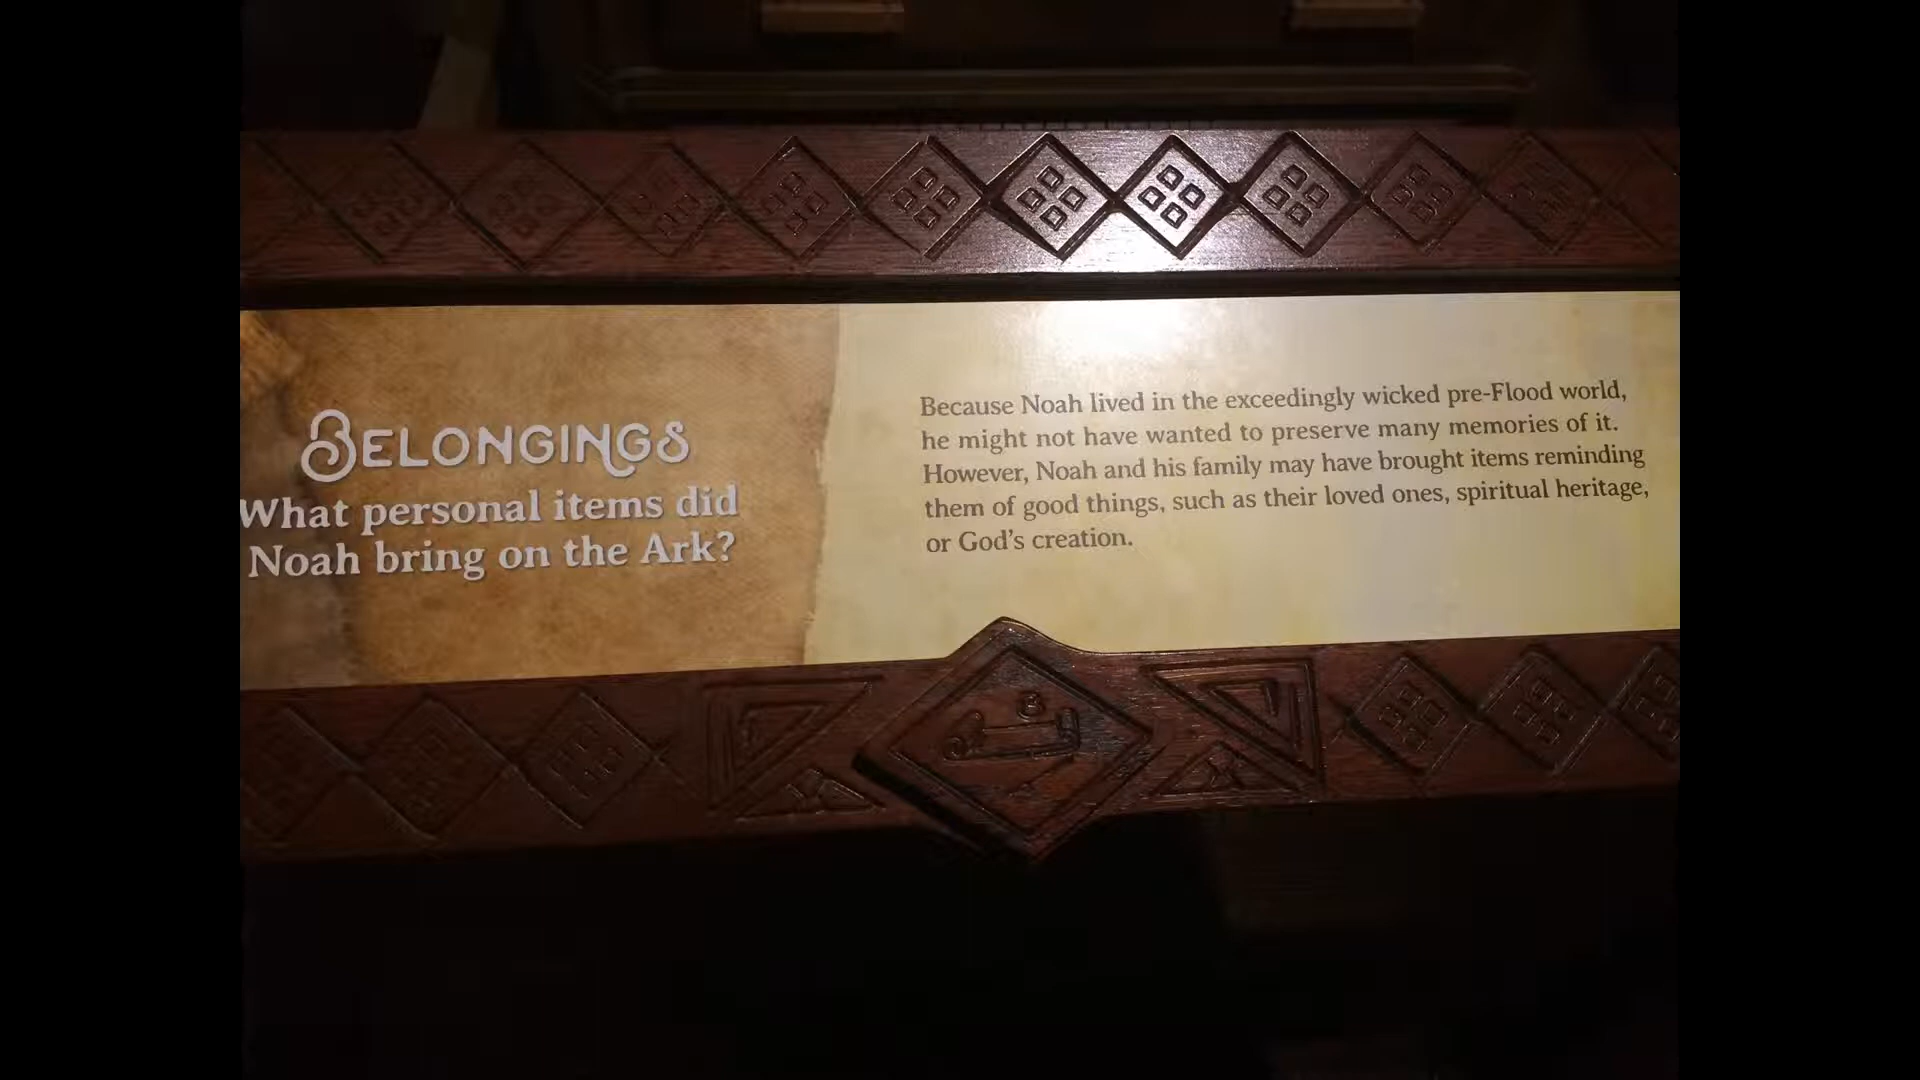 BELONGINGS
What personal items did
Noah bring on the Ark?
Because Noah lived in the exceedingly wicked pre-Flood world,
he might not have wanted to preserve many memories of it.
However, Noah and his family may have brought items reminding
them of good things, such as their loved ones, spiritual heritage,
or God's creation.